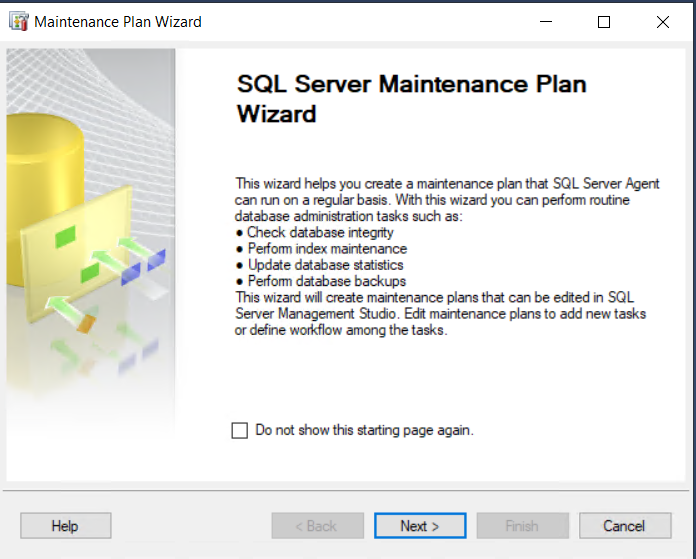 Maintenance Plan Wizard
SQL Server Maintenance Plan
Wizard
This wizard helps you create a maintenance plan that SQL Server Agent
can run on a regular basis. With this wizard you can perform routine
database administration tasks such as:
● Check database integrity
● Perform index maintenance
● Update database statistics
● Perform database backups
This wizard will create maintenance plans that can be edited in SQL
Server Management Studio. Edit maintenance plans to add new tasks
or define workflow among the tasks.
Do not show this starting page again.
Help
< Back
Next >
Finish
Cancel